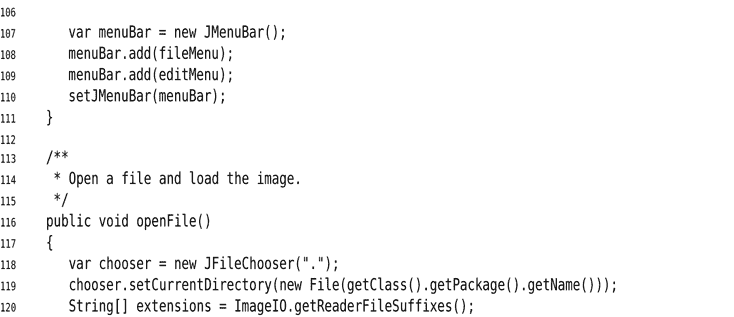 106
107       var menuBar = new JMenuBar();
108       menuBar.add(fileMenu);
109       menuBar.add(editMenu);
110       setJMenuBar(menuBar);
111    }
112
113    /**
114     * Open a file and load the image.
115     */
116    public void openFile()
117    {
118       var chooser = new JFileChooser(".");
119       chooser.setCurrentDirectory(new File(getClass().getPackage().getName()));
120       String[] extensions = ImageIO.getReaderFileSuffixes();